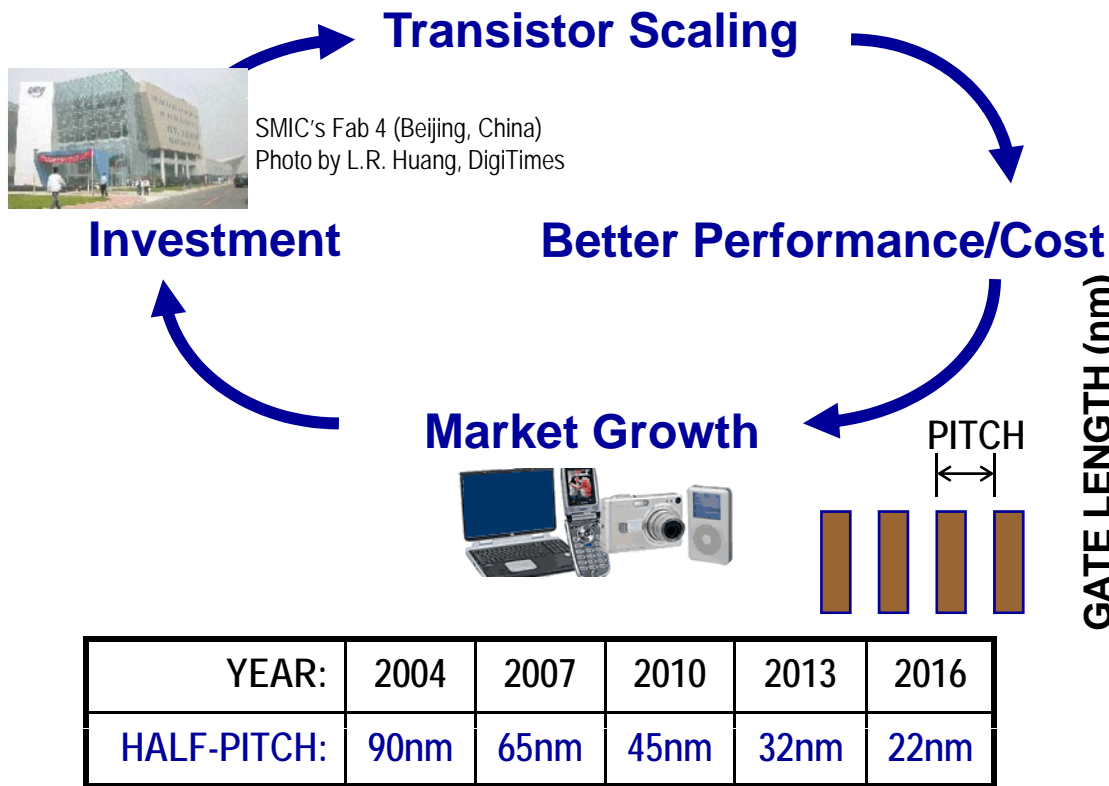 Transistor Scaling
SMIC's Fab 4 (Beijing, China)
Photo by L.R. Huang, DigiTimes
Investment
Better Performance/Cost
Market Growth
PITCH
GATE LENGTH (nm)
YEAR: 2004 2007 2010 2013 2016
HALF-PITCH: 90nm 65nm 45nm 32nm 22nm